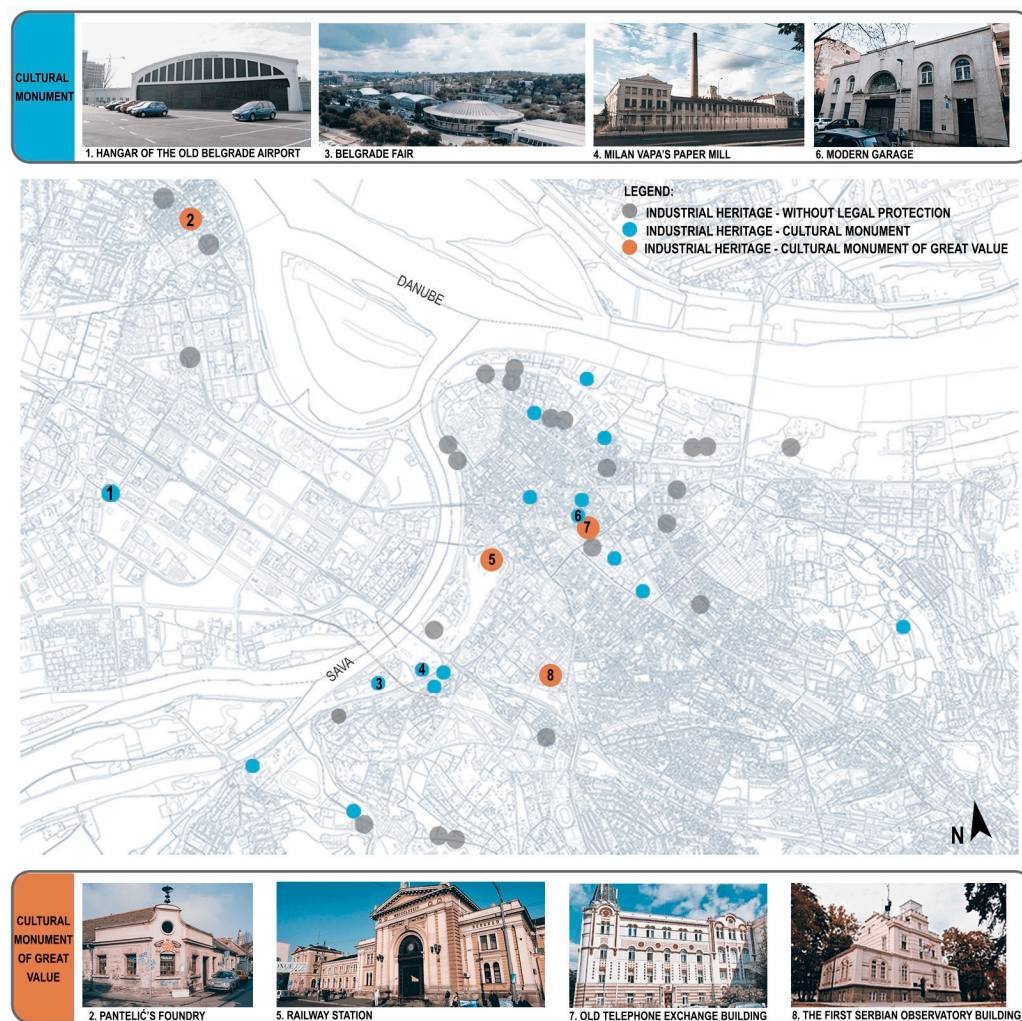 CULTURAL
MONUMENT
1. HANGAR OF THE OLD BELGRADE AIRPORT
3. BELGRADE FAIR
4. MILAN VAPA'S PAPER MILL
6. MODERN GARAGE
LEGEND:
INDUSTRIAL HERITAGE - WITHOUT LEGAL PROTECTION
INDUSTRIAL HERITAGE - CULTURAL MONUMENT
INDUSTRIAL HERITAGE - CULTURAL MONUMENT OF GREAT VALUE
2
DANUBE
1
6
7
5
SAVA
4
3
8
N
CULTURAL
MONUMENT
OF GREAT
VALUE
2. PANTELIĆ'S FOUNDRY
5. RAILWAY STATION
7. OLD TELEPHONE EXCHANGE BUILDING
8. THE FIRST SERBIAN OBSERVATORY BUILDING